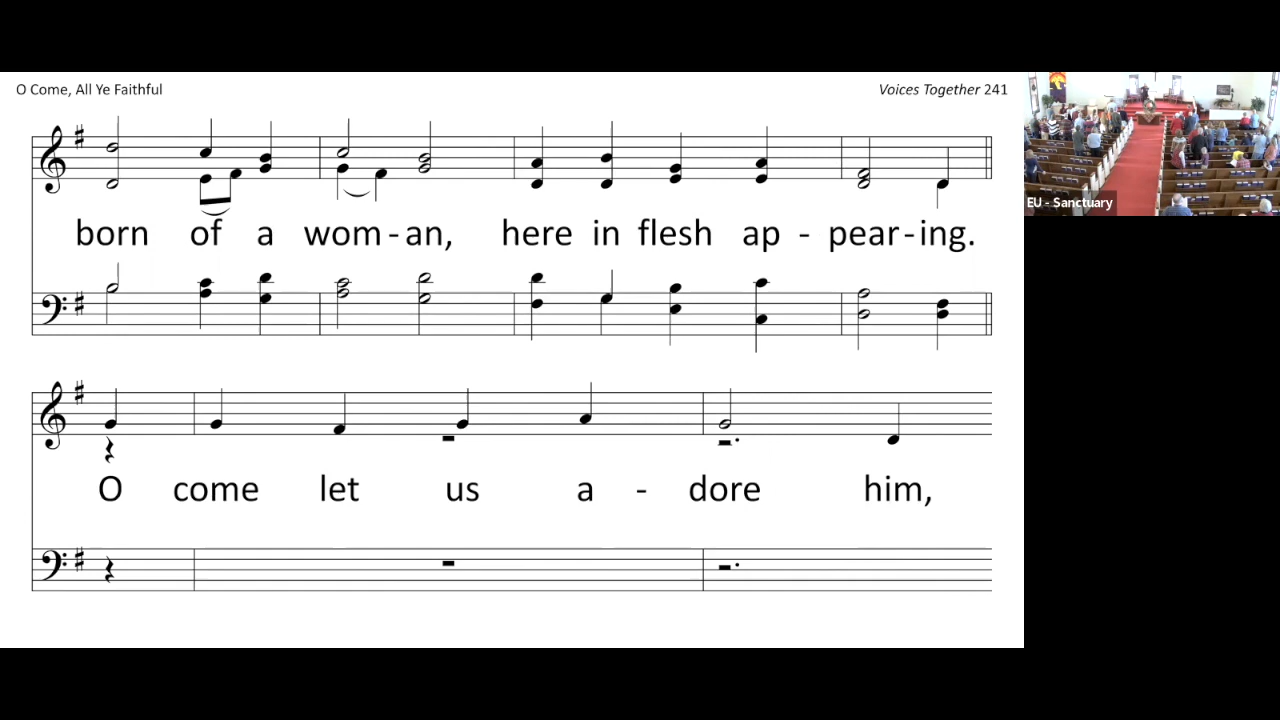 O Come, All Ye Faithful
Voices Together 241
born of a wom - an, here in flesh ap - pear - ing.
O come let us a - dore him,
EU - Sanctuary